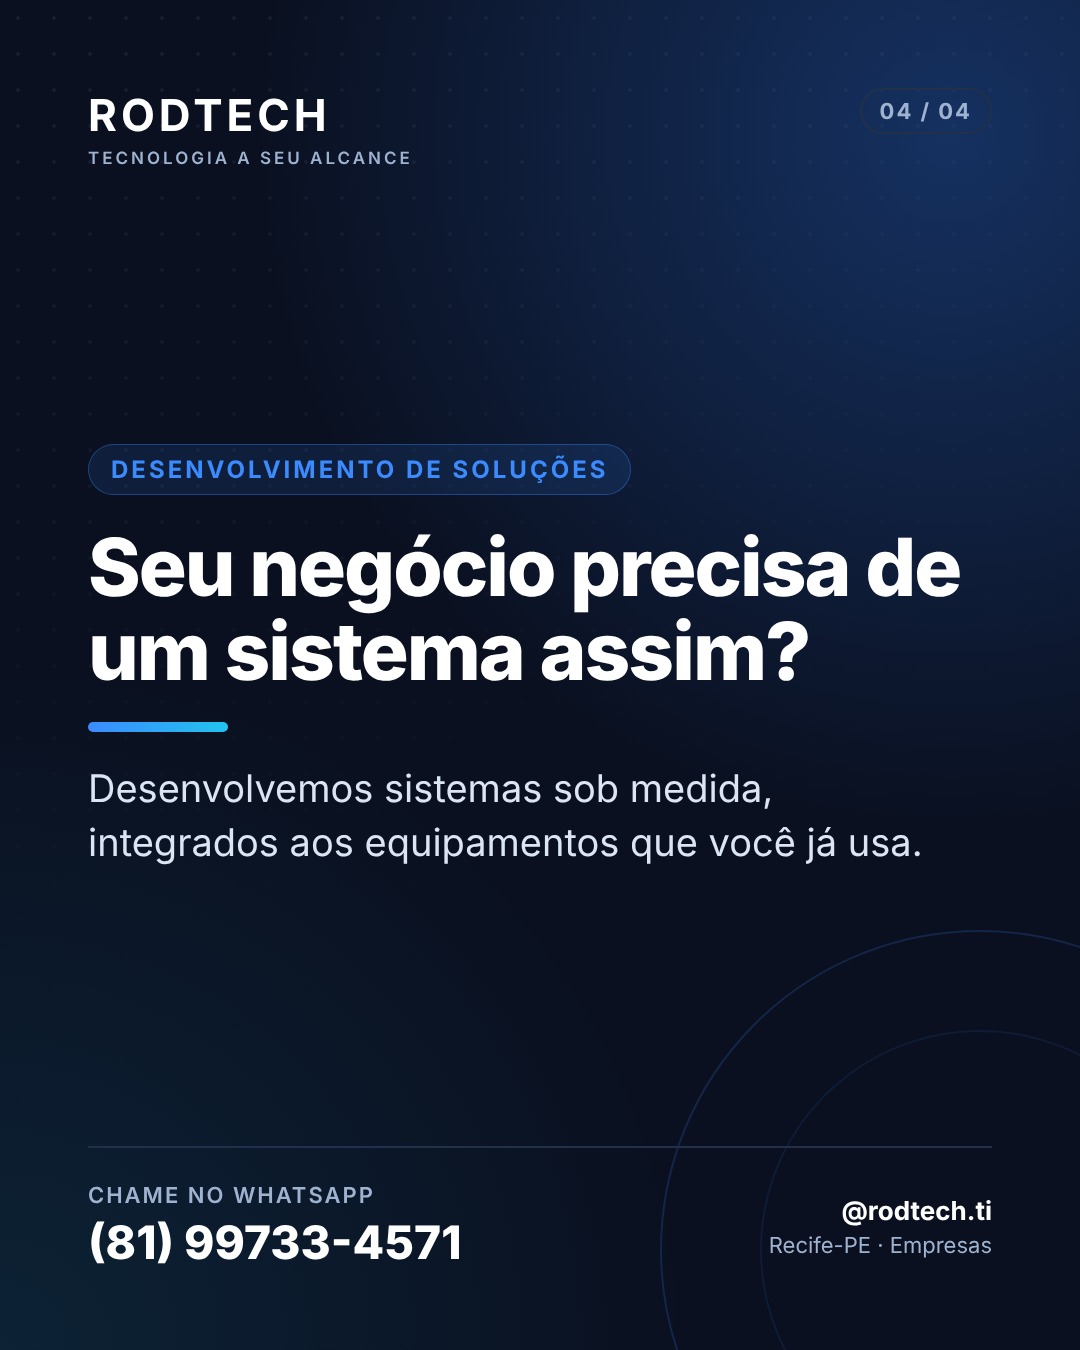 RODTECH
TECNOLOGIA A SEU ALCANCE
04 / 04
DESENVOLVIMENTO DE SOLUÇÕES
Seu negócio precisa de
um sistema assim?
Desenvolvemos sistemas sob medida,
integrados aos equipamentos que você já usa.
CHAME NO WHATSAPP
(81) 99733-4571
@rodtech.ti
Recife-PE · Empresas